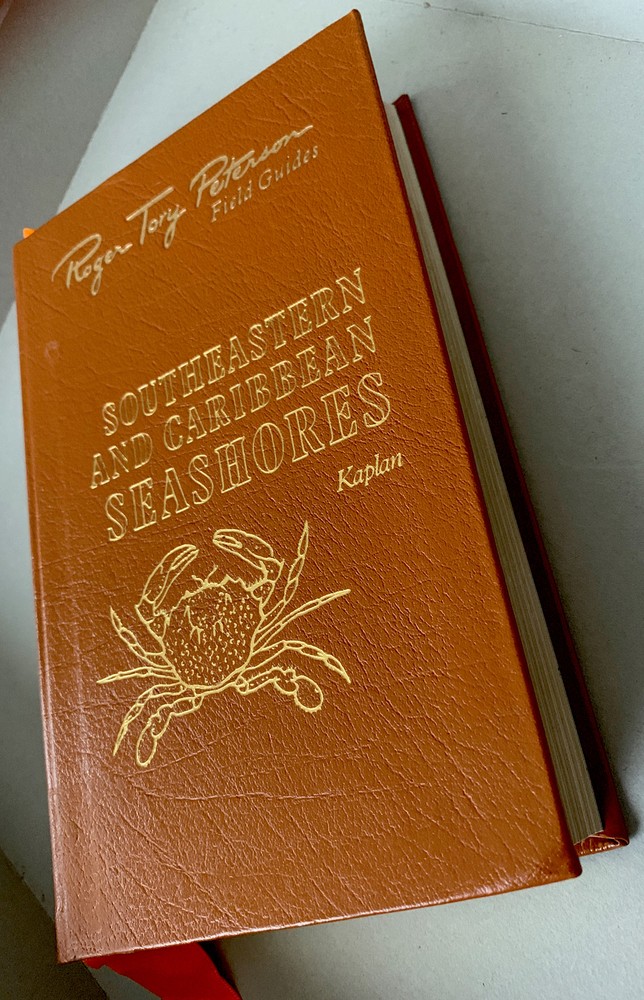 Roger Tory Peterson
Field Guides
SOUTHEASTERN
AND CARIBBEAN
SEASHORES
Kaplan